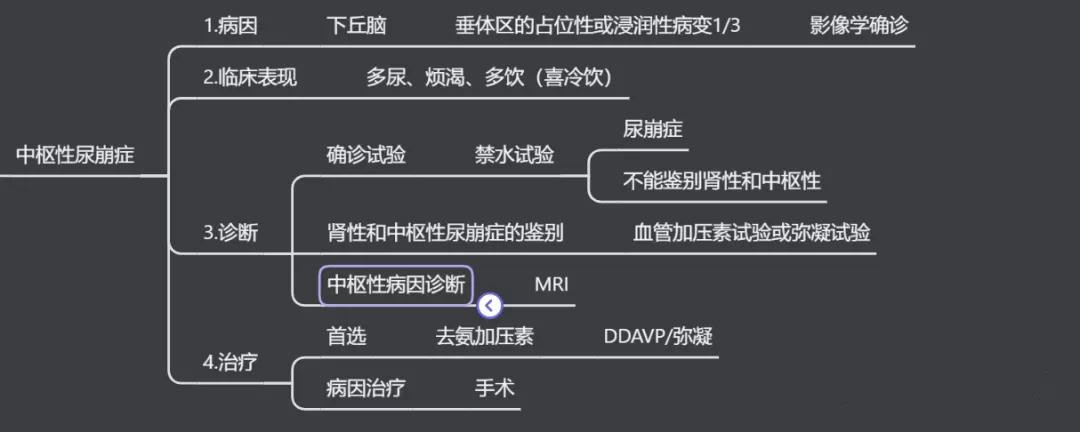 中枢性尿崩症
1.病因 下丘脑 垂体区的占位性或浸润性病变1/3 影像学确诊
2.临床表现 多尿、烦渴、多饮（喜冷饮）
3.诊断
确诊试验 禁水试验
尿崩症
不能鉴别肾性和中枢性
肾性和中枢性尿崩症的鉴别 血管加压素试验或弥凝试验
中枢性病因诊断 MRI
4.治疗
首选 去氨加压素 DDAVP/弥凝
病因治疗 手术